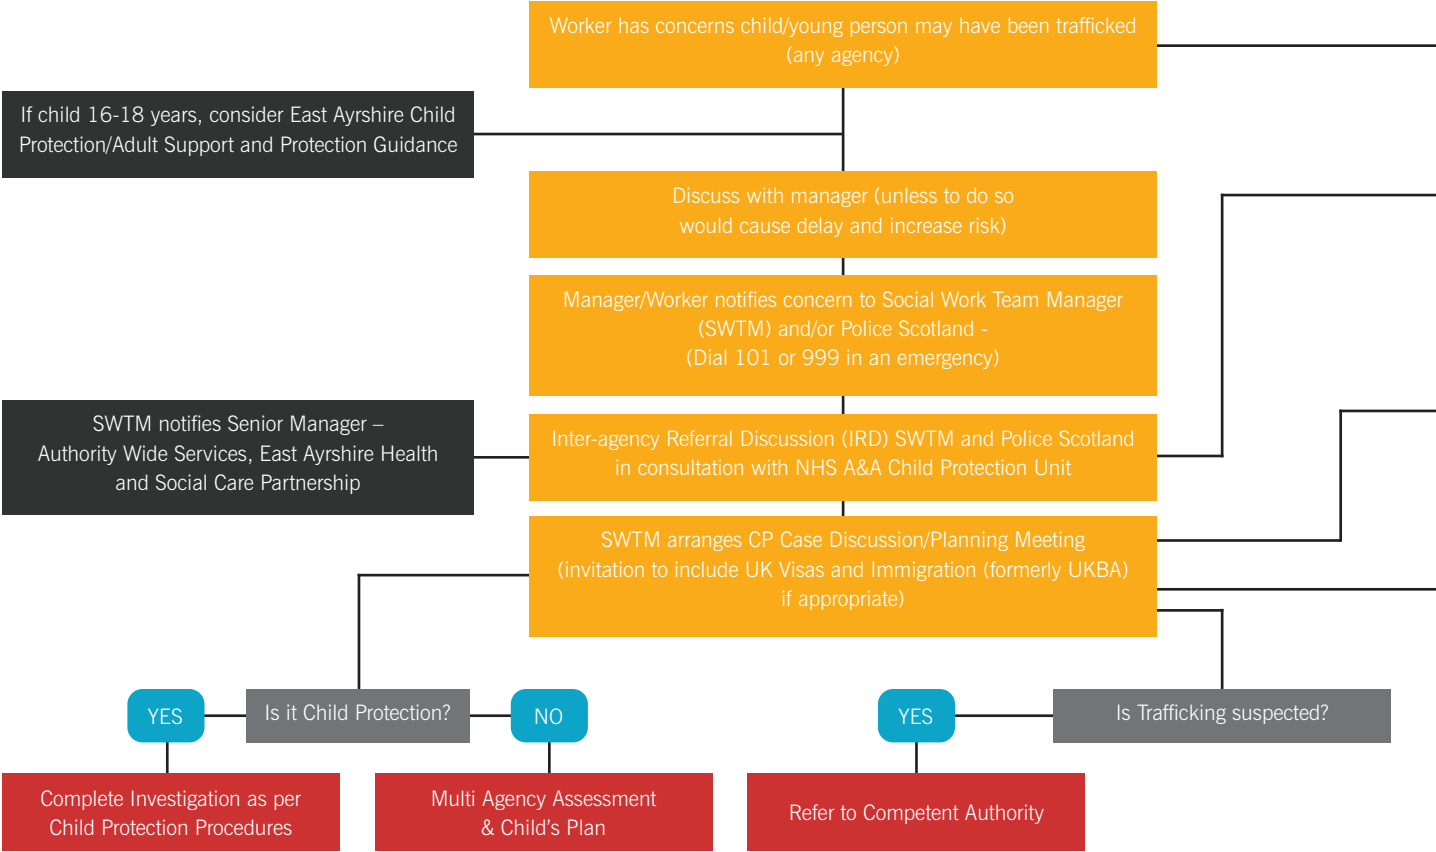 Worker has concerns child/young person may have been trafficked
(any agency)
If child 16-18 years, consider East Ayrshire Child
Protection/Adult Support and Protection Guidance
Discuss with manager (unless to do so
would cause delay and increase risk)
Manager/Worker notifies concern to Social Work Team Manager
(SWTM) and/or Police Scotland -
(Dial 101 or 999 in an emergency)
SWTM notifies Senior Manager –
Authority Wide Services, East Ayrshire Health
and Social Care Partnership
Inter-agency Referral Discussion (IRD) SWTM and Police Scotland
in consultation with NHS A&A Child Protection Unit
SWTM arranges CP Case Discussion/Planning Meeting
(invitation to include UK Visas and Immigration (formerly UKBA)
if appropriate)
YES
Is it Child Protection?
NO
YES
Is Trafficking suspected?
Complete Investigation as per
Child Protection Procedures
Multi Agency Assessment
& Child's Plan
Refer to Competent Authority